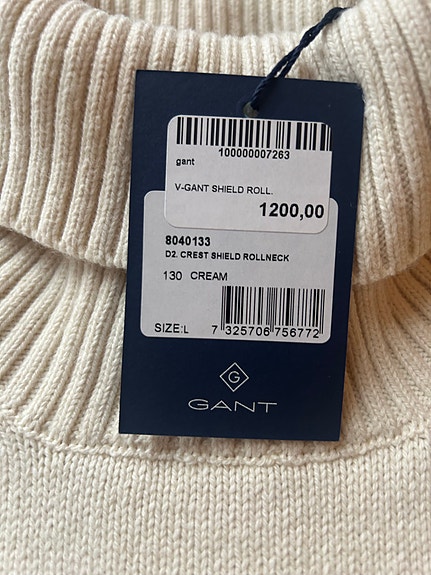 100000007263
gant
V-GANT SHIELD ROLL.
1200,00
8040133
D2. CREST SHIELD ROLLNECK
130 CREAM
SIZE:L 7 325706 756772
G
GANT